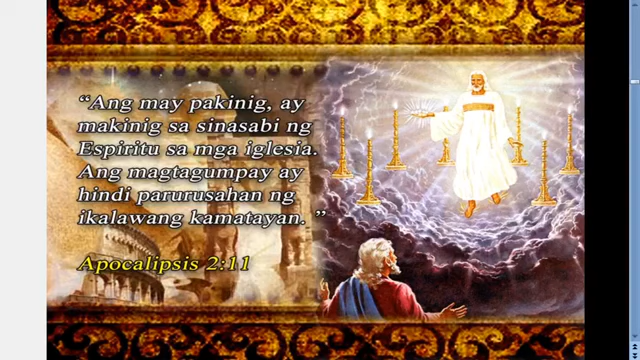 “Ang may pakinig, ay
makinig sa sinasabi ng
Espiritu sa mga iglesia.
Ang magtagumpay ay
hindi parurusahan ng
ikalawang kamatayan. ”
Apocalipsis 2:11